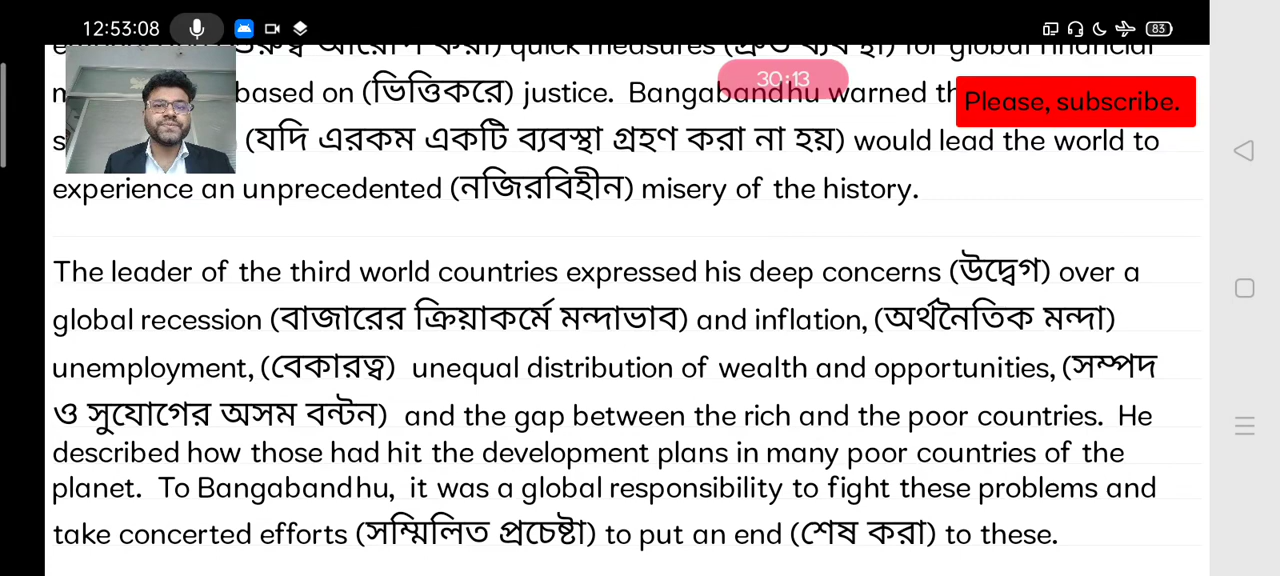 12:53:08
83
quick measures (দ্রুত ব্যবস্থা) for global financial
30:13
based on (ভিত্তিকরে) justice. Bangabandhu warned
Please, subscribe.
(যদি এরকম একটি ব্যবস্থা গ্রহণ করা না হয়) would lead the world to
experience an unprecedented (নজিরবিহীন) misery of the history.
The leader of the third world countries expressed his deep concerns (উদ্বেগ) over a
global recession (বাজারের ক্রিয়াকর্মে মন্দাভাব) and inflation, (অর্থনৈতিক মন্দা)
unemployment, (বেকারত্ব) unequal distribution of wealth and opportunities, (সম্পদ
ও সুযোগের অসম বন্টন) and the gap between the rich and the poor countries. He
described how those had hit the development plans in many poor countries of the
planet. To Bangabandhu, it was a global responsibility to fight these problems and
take concerted efforts (সম্মিলিত প্রচেষ্টা) to put an end (শেষ করা) to these.